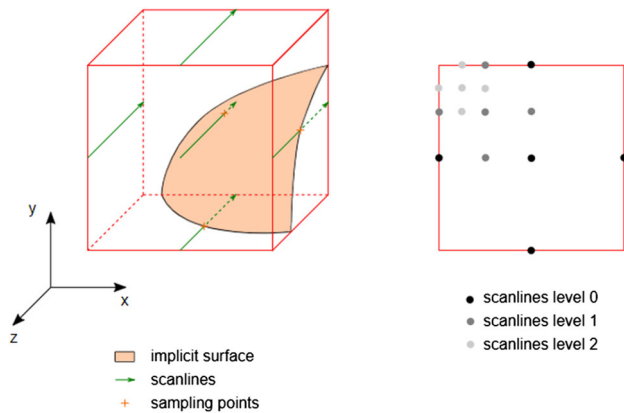 y
x
z
implicit surface
scanlines
sampling points
scanlines level 0
scanlines level 1
scanlines level 2